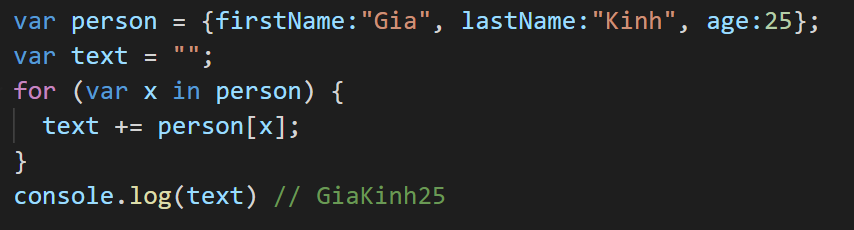 var person = {firstName:"Gia", lastName:"Kinh", age:25};
var text = "";
for (var x in person) {
  text += person[x];
}
console.log(text) // GiaKinh25